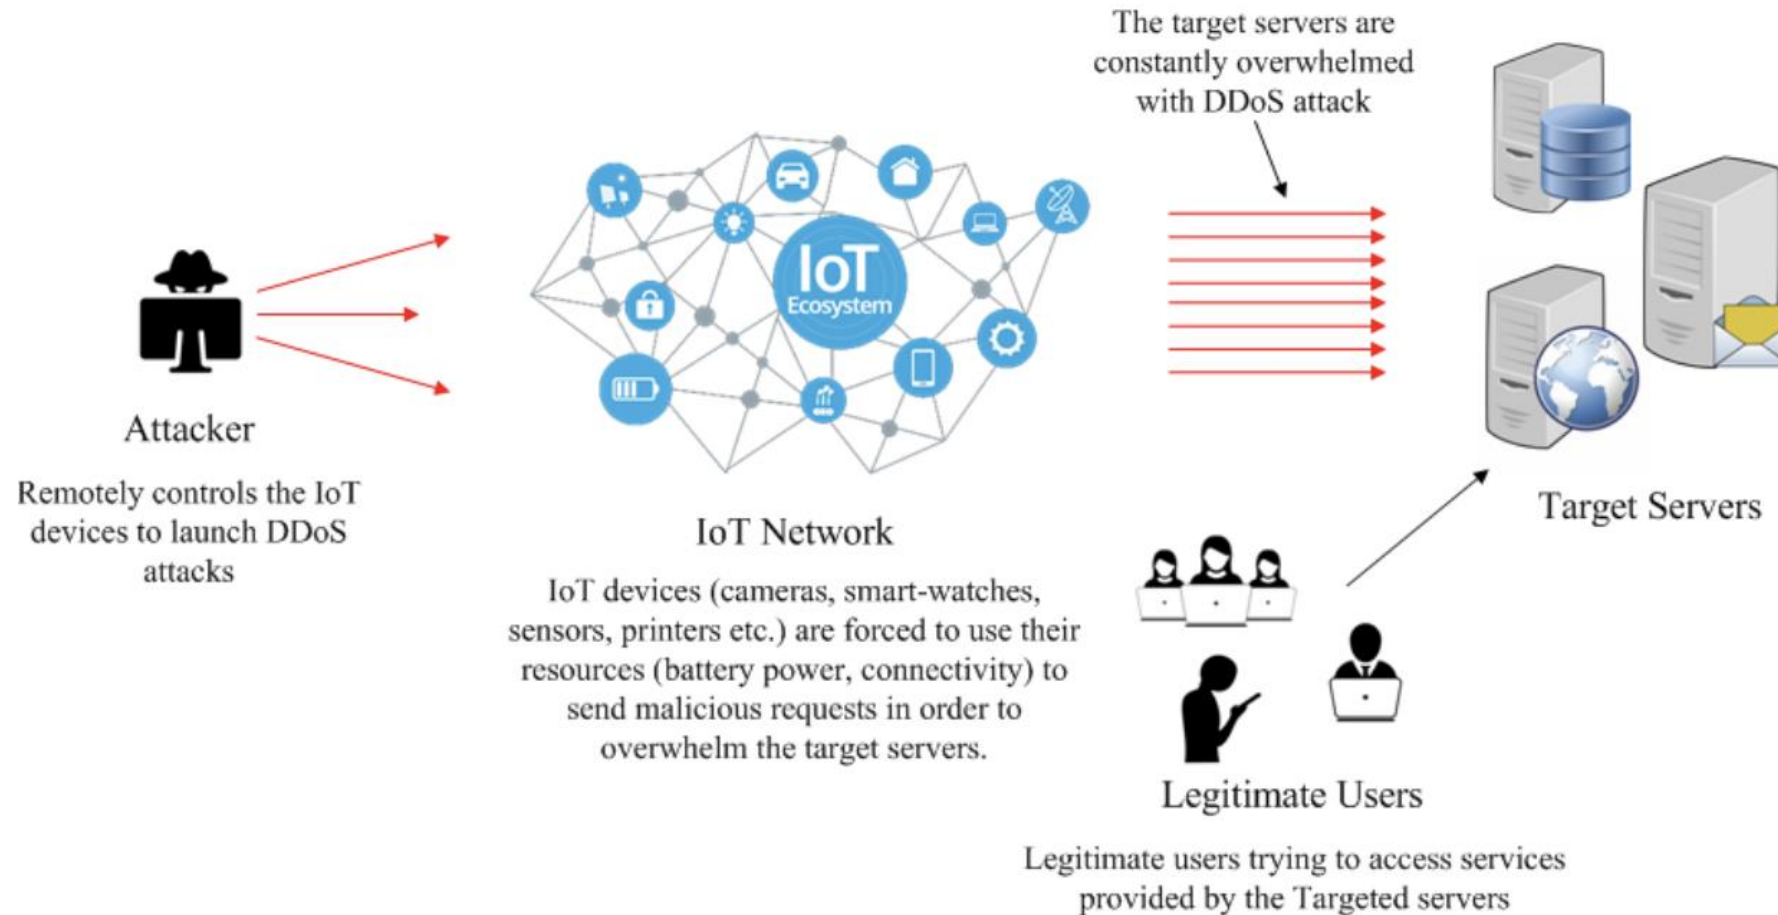 The target servers are
constantly overwhelmed
with DDoS attack
IoT
Ecosystem
Attacker
Remotely controls the IoT
devices to launch DDoS
attacks
IoT Network
IoT devices (cameras, smart-watches,
sensors, printers etc.) are forced to use their
resources (battery power, connectivity) to
send malicious requests in order to
overwhelm the target servers.
Target Servers
Legitimate Users
Legitimate users trying to access services
provided by the Targeted servers